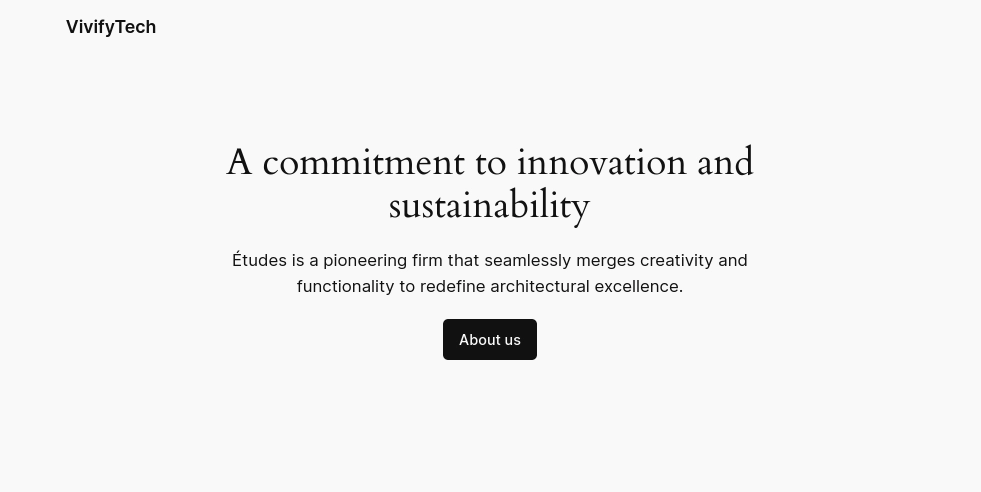 VivifyTech
A commitment to innovation and
sustainability
Études is a pioneering firm that seamlessly merges creativity and
functionality to redefine architectural excellence.
About us